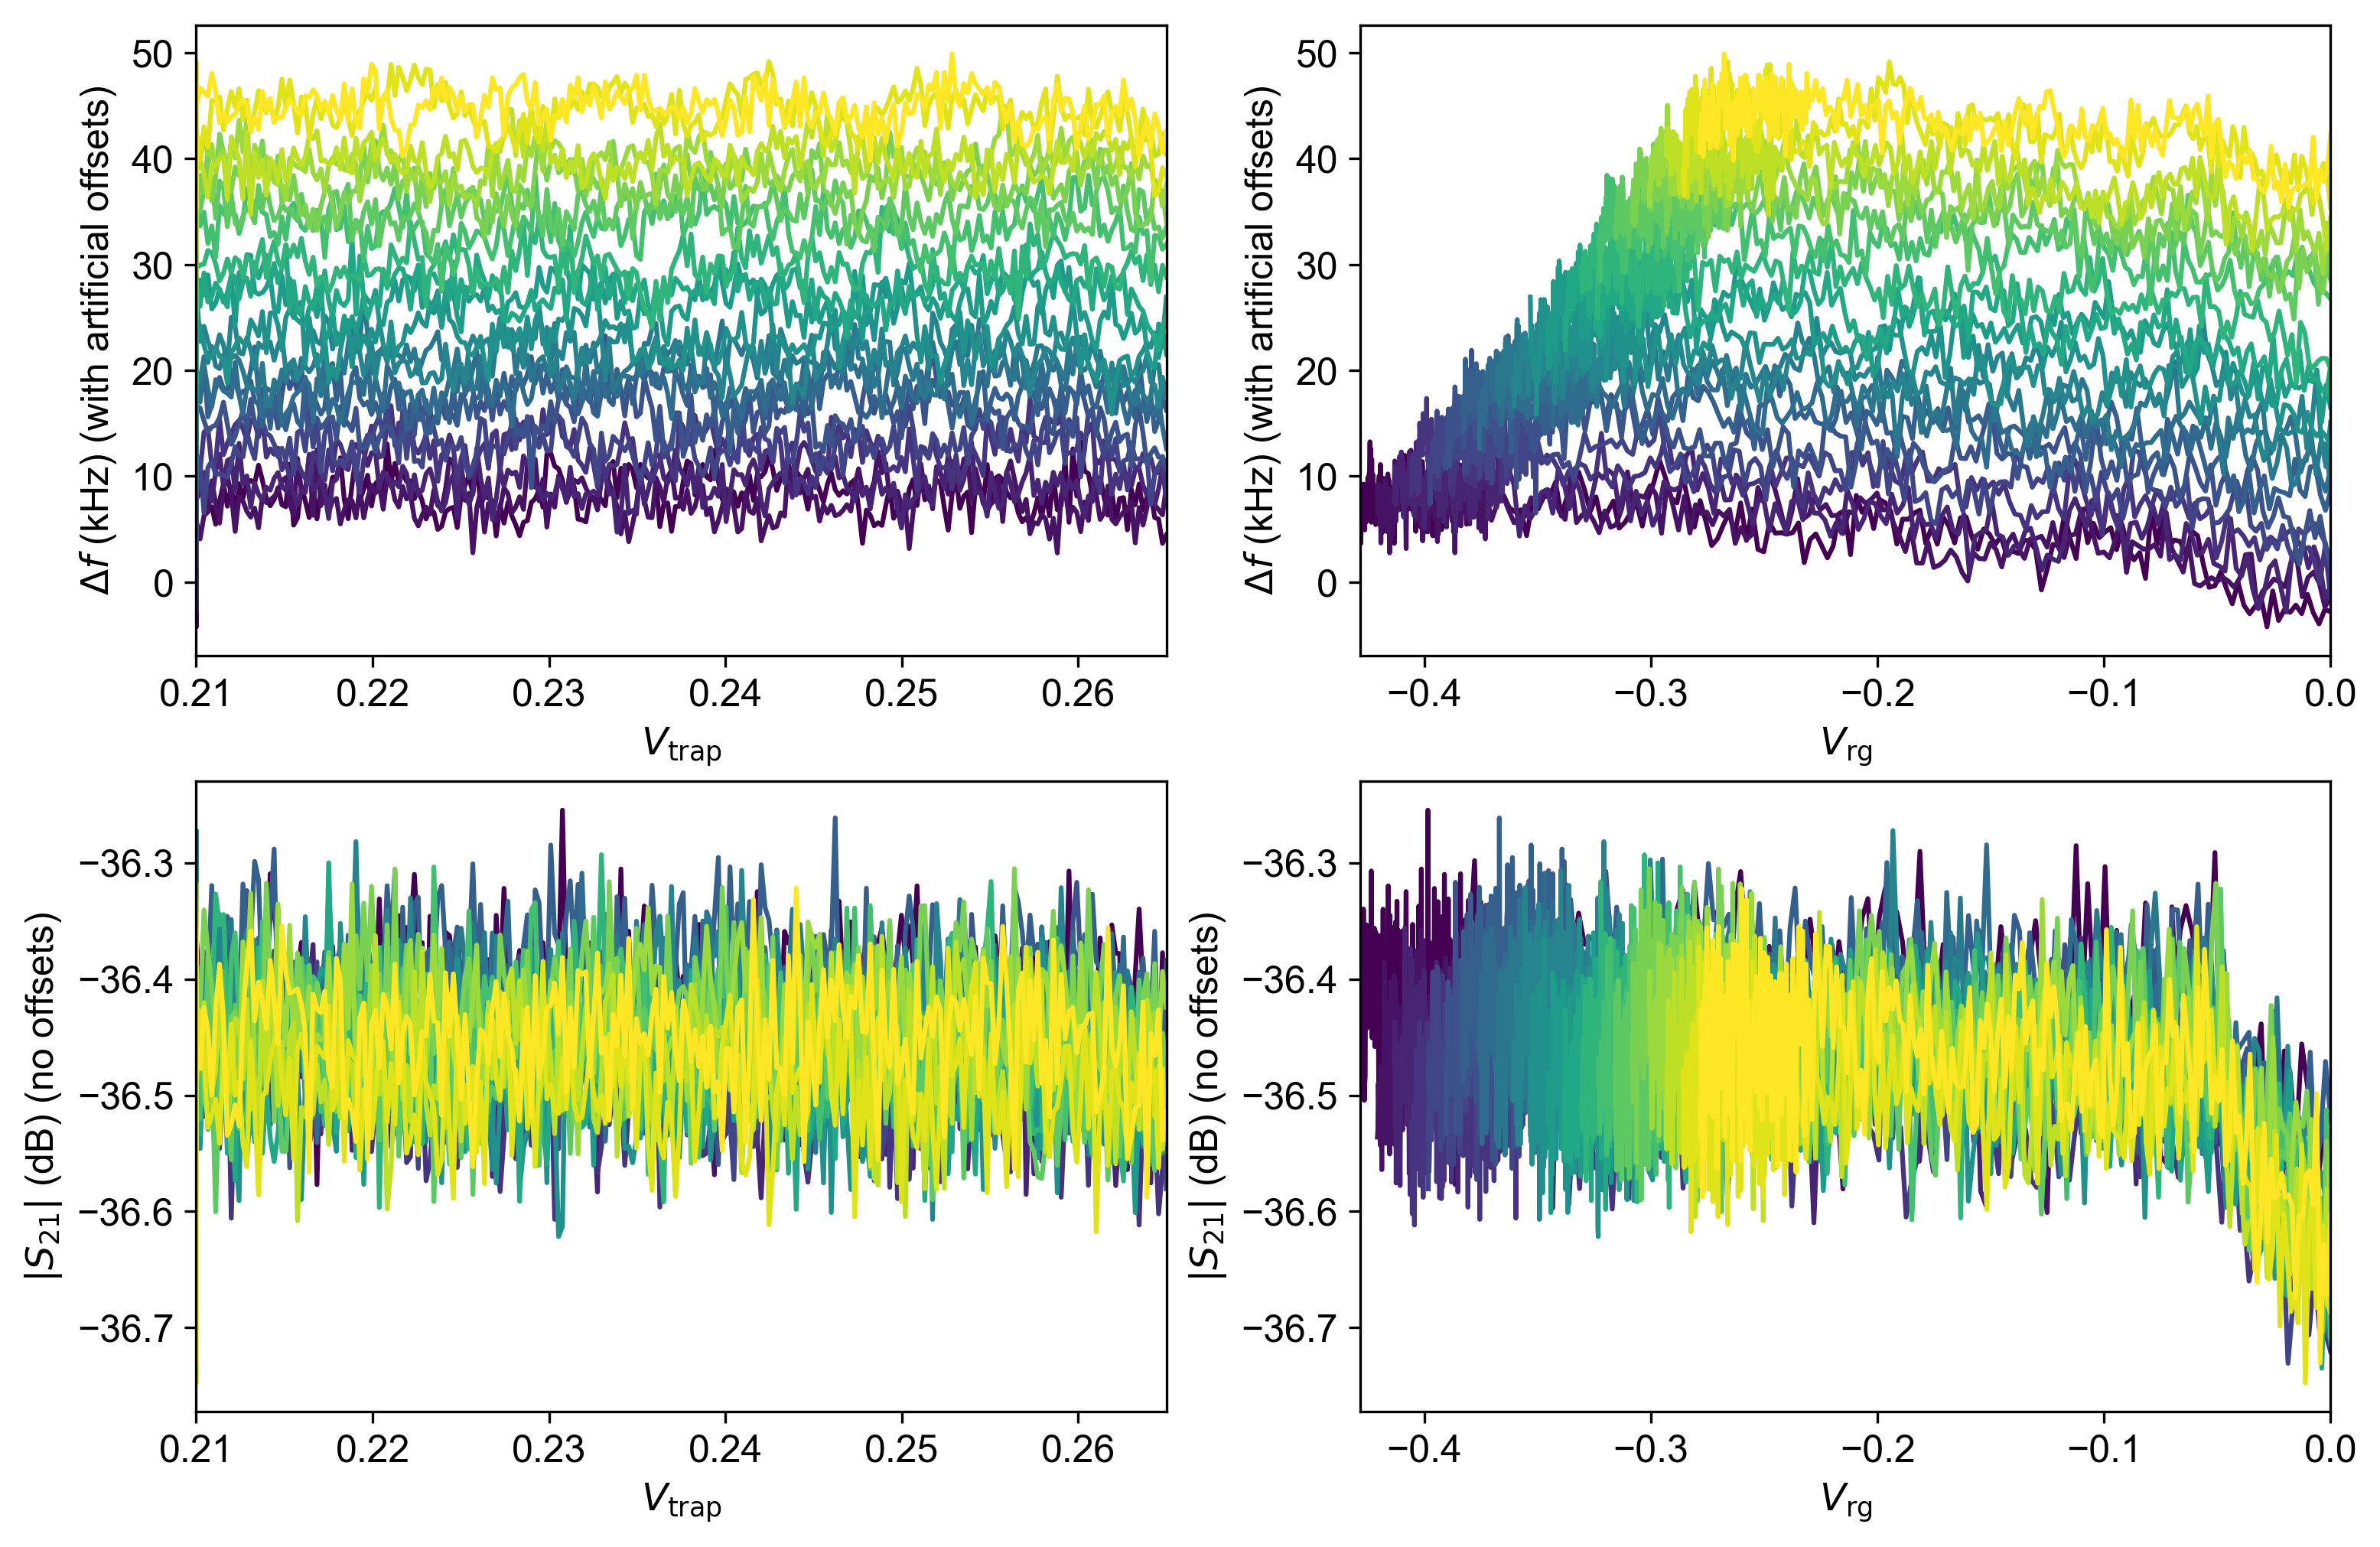 Δf (kHz) (with artificial offsets)
50
40
30
20
10
0
0.21 0.22 0.23 0.24 0.25 0.26
V_trap
Δf (kHz) (with artificial offsets)
50
40
30
20
10
0
−0.4 −0.3 −0.2 −0.1 0.0
V_rg
|S_21| (dB) (no offsets)
−36.3
−36.4
−36.5
−36.6
−36.7
0.21 0.22 0.23 0.24 0.25 0.26
V_trap
|S_21| (dB) (no offsets)
−36.3
−36.4
−36.5
−36.6
−36.7
−0.4 −0.3 −0.2 −0.1 0.0
V_rg